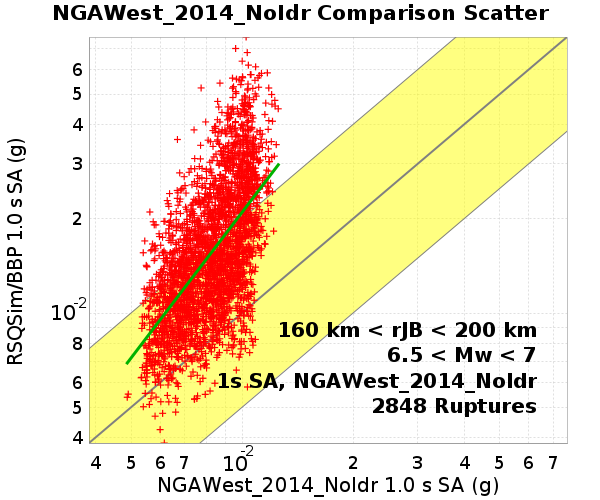 NGAWest_2014_NoIdr Comparison Scatter
RSQSim/BBP 1.0 s SA (g)
6
5
4
3
2
10-2
8
6
5
4
160 km < rJB < 200 km
6.5 < Mw < 7
1s SA, NGAWest_2014_NoIdr
2848 Ruptures
4 5 6 7 10-2 2 3 4 5 6 7
NGAWest_2014_NoIdr 1.0 s SA (g)